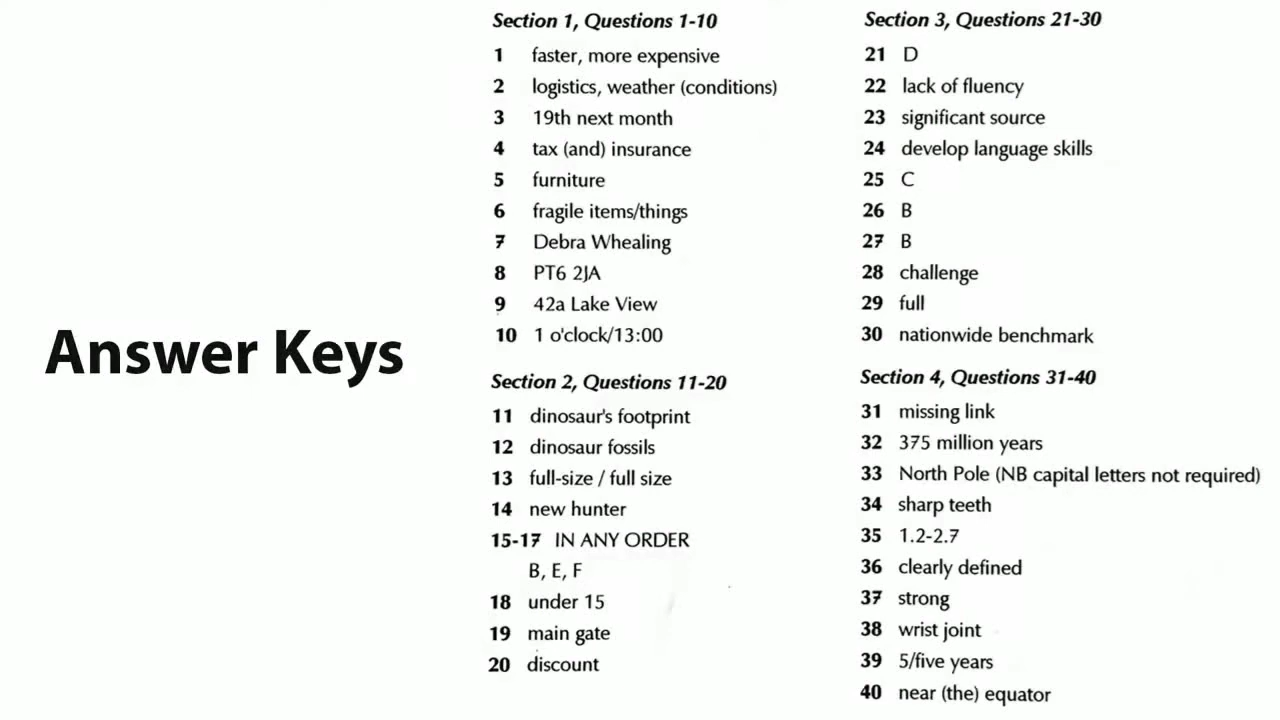 Answer Keys
Section 1, Questions 1-10
1 faster, more expensive
2 logistics, weather (conditions)
3 19th next month
4 tax (and) insurance
5 furniture
6 fragile items/things
7 Debra Whealing
8 PT6 2JA
9 42a Lake View
10 1 o'clock/13:00
Section 2, Questions 11-20
11 dinosaur's footprint
12 dinosaur fossils
13 full-size / full size
14 new hunter
15-17 IN ANY ORDER
B, E, F
18 under 15
19 main gate
20 discount
Section 3, Questions 21-30
21 D
22 lack of fluency
23 significant source
24 develop language skills
25 C
26 B
27 B
28 challenge
29 full
30 nationwide benchmark
Section 4, Questions 31-40
31 missing link
32 375 million years
33 North Pole (NB capital letters not required)
34 sharp teeth
35 1.2-2.7
36 clearly defined
37 strong
38 wrist joint
39 5/five years
40 near (the) equator